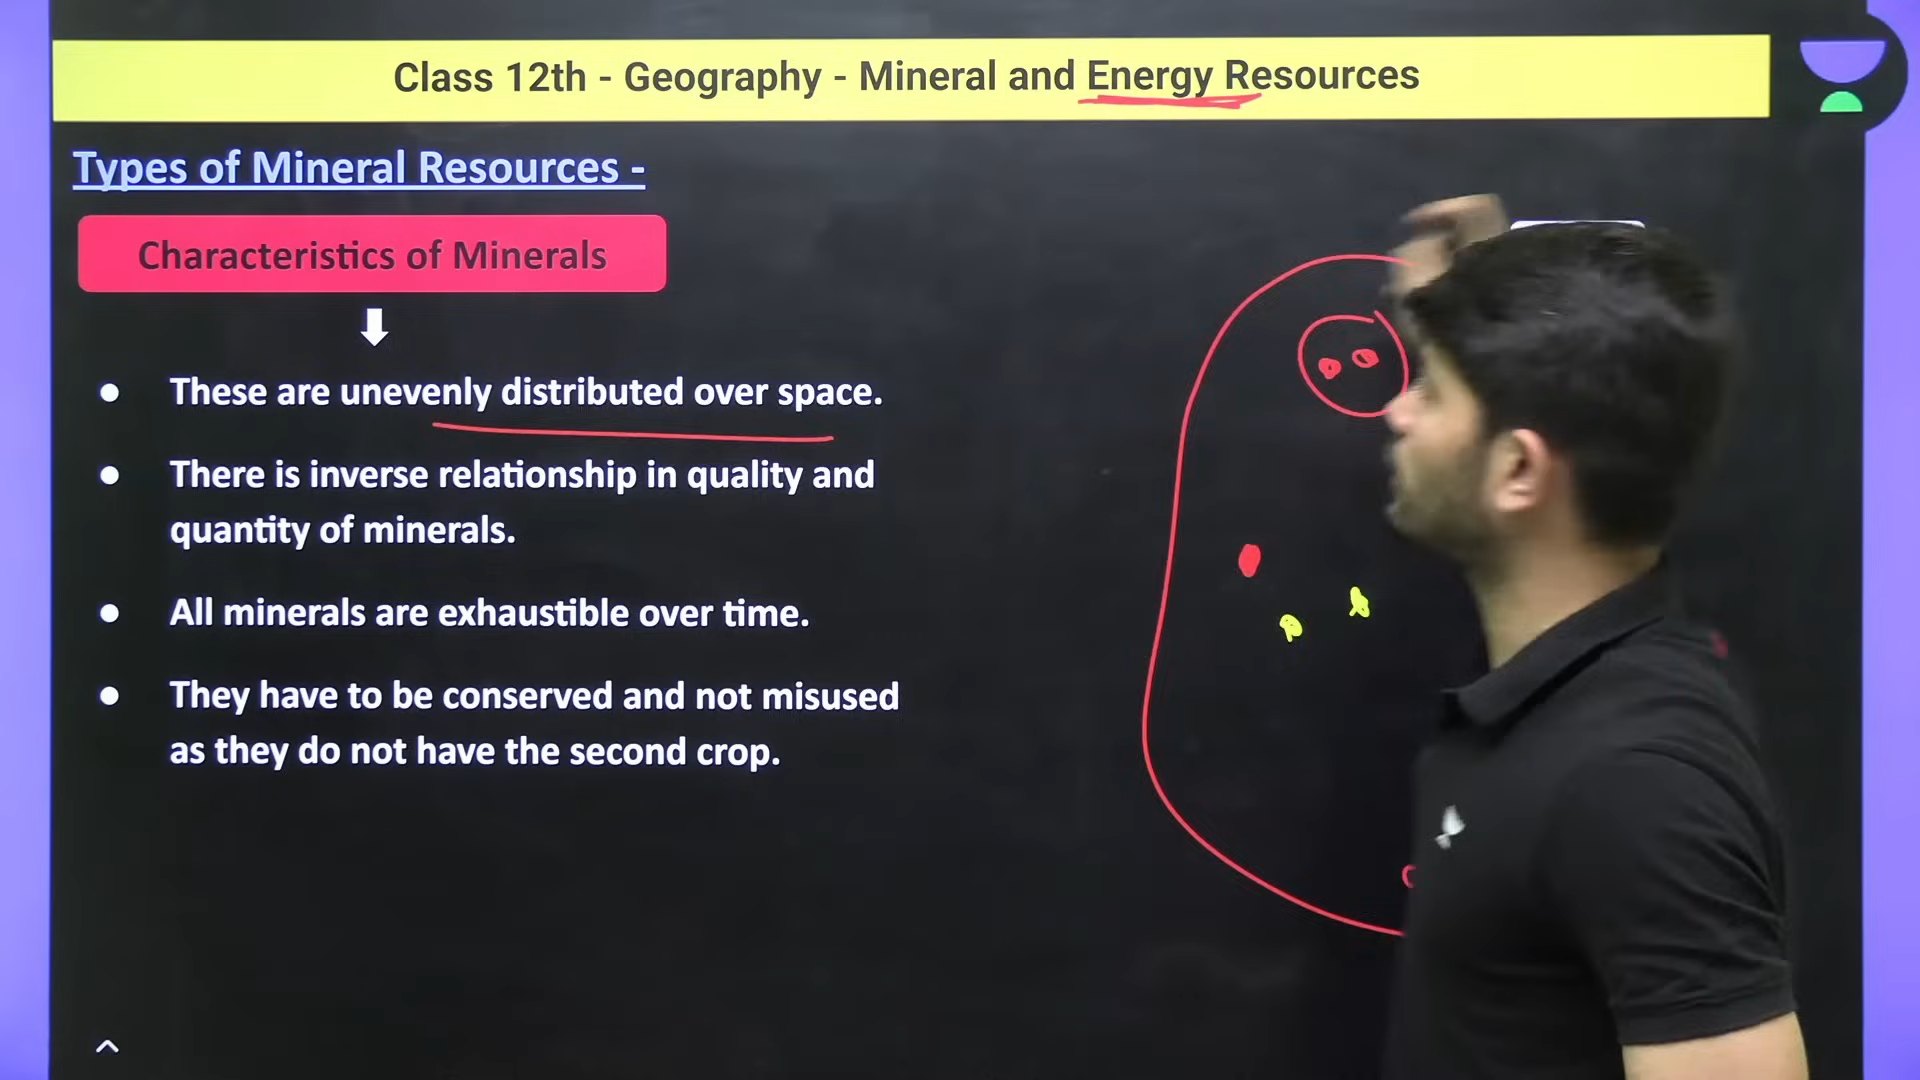 Class 12th - Geography - Mineral and Energy Resources
Types of Mineral Resources -
Characteristics of Minerals
● These are unevenly distributed over space.
● There is inverse relationship in quality and
quantity of minerals.
● All minerals are exhaustible over time.
● They have to be conserved and not misused
as they do not have the second crop.